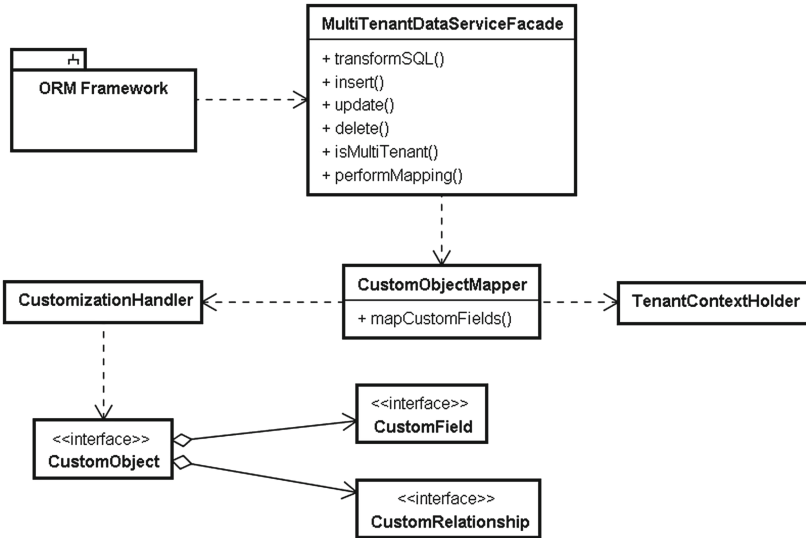 MultiTenantDataServiceFacade
+ transformSQL()
+ insert()
+ update()
+ delete()
+ isMultiTenant()
+ performMapping()
ORM Framework
CustomizationHandler
CustomObjectMapper
+ mapCustomFields()
TenantContextHolder
<<interface>>
CustomObject
<<interface>>
CustomField
<<interface>>
CustomRelationship